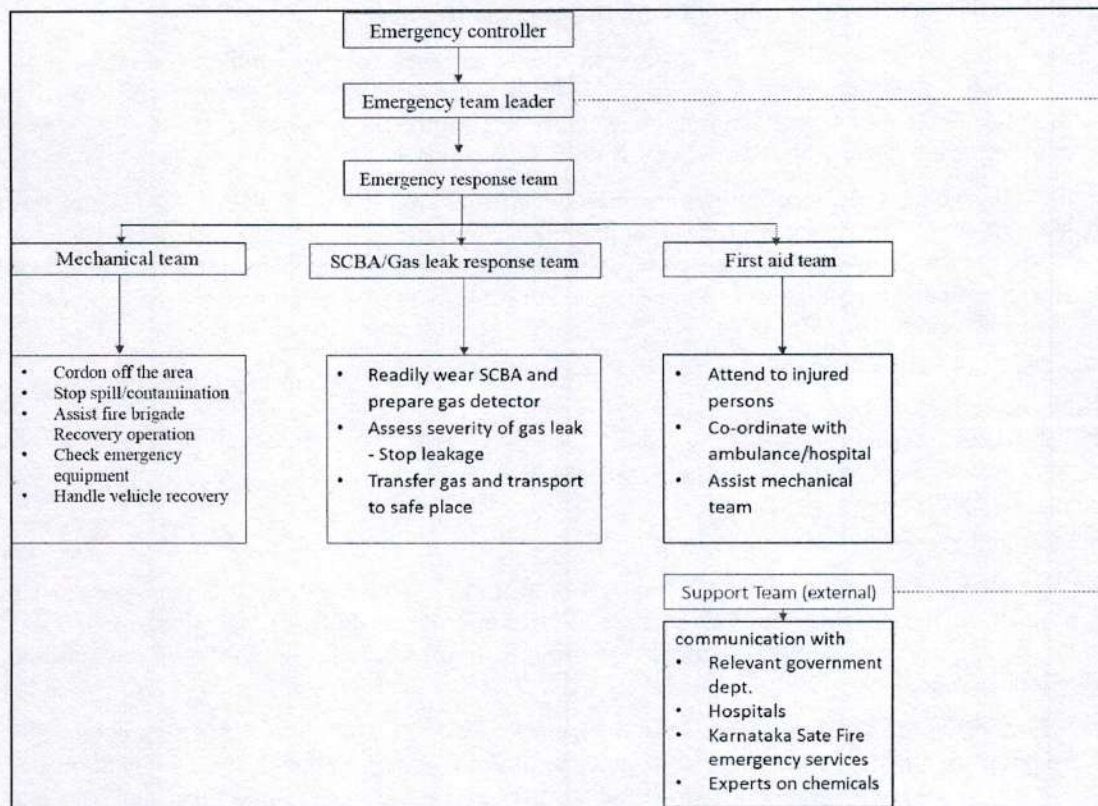 Emergency controller
Emergency team leader
Emergency response team
Mechanical team
SCBA/Gas leak response team
First aid team
• Cordon off the area
• Stop spill/contamination
• Assist fire brigade
Recovery operation
• Check emergency
equipment
• Handle vehicle recovery
• Readily wear SCBA and
prepare gas detector
• Assess severity of gas leak
- Stop leakage
• Transfer gas and transport
to safe place
• Attend to injured
persons
• Co-ordinate with
ambulance/hospital
• Assist mechanical
team
Support Team (external)
communication with
• Relevant government
dept.
• Hospitals
• Karnataka Sate Fire
emergency services
• Experts on chemicals